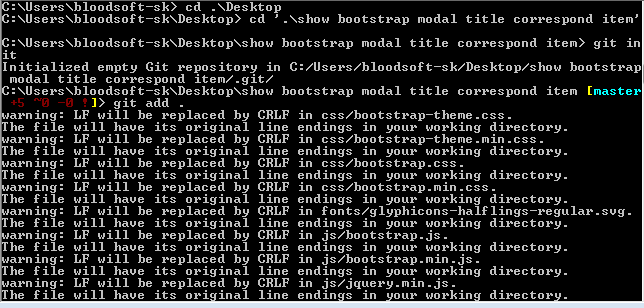 C:\Users\bloodsoft-sk> cd .\Desktop
C:\Users\bloodsoft-sk\Desktop> cd '.\show bootstrap modal title correspond item'
C:\Users\bloodsoft-sk\Desktop\show bootstrap modal title correspond item> git in
it
Initialized empty Git repository in C:/Users/bloodsoft-sk/Desktop/show bootstrap
 modal title correspond item/.git/
C:\Users\bloodsoft-sk\Desktop\show bootstrap modal title correspond item [master
 +5 ~0 -0 !]> git add .
warning: LF will be replaced by CRLF in css/bootstrap-theme.css.
The file will have its original line endings in your working directory.
warning: LF will be replaced by CRLF in css/bootstrap-theme.min.css.
The file will have its original line endings in your working directory.
warning: LF will be replaced by CRLF in css/bootstrap.css.
The file will have its original line endings in your working directory.
warning: LF will be replaced by CRLF in css/bootstrap.min.css.
The file will have its original line endings in your working directory.
warning: LF will be replaced by CRLF in fonts/glyphicons-halflings-regular.svg.
The file will have its original line endings in your working directory.
warning: LF will be replaced by CRLF in js/bootstrap.js.
The file will have its original line endings in your working directory.
warning: LF will be replaced by CRLF in js/bootstrap.min.js.
The file will have its original line endings in your working directory.
warning: LF will be replaced by CRLF in js/jquery.min.js.
The file will have its original line endings in your working directory.